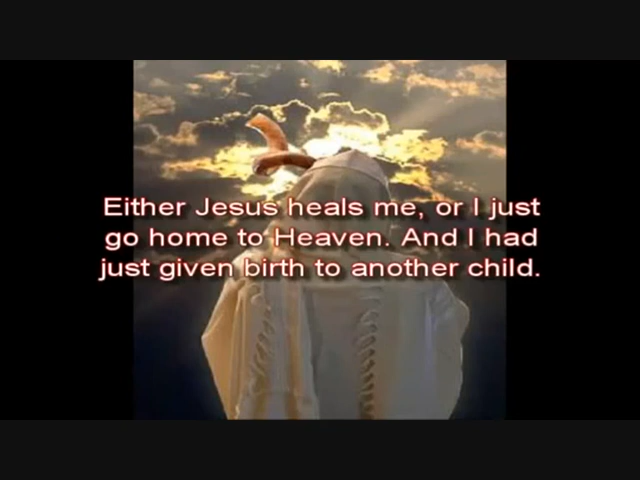 Either Jesus heals me, or I just
go home to Heaven. And I had
just given birth to another child.